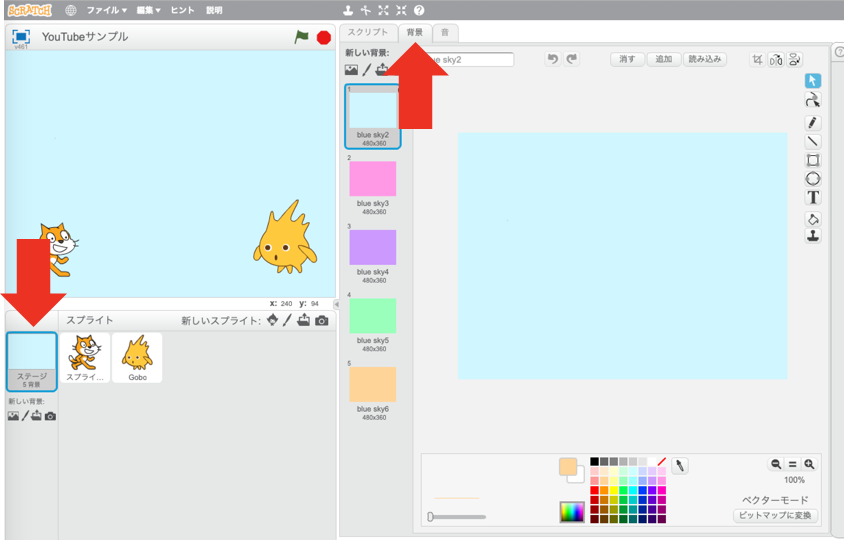 SCRATCH ファイル▼ 編集▼ ヒント 説明
v461 YouTubeサンプル
スクリプト 背景 音
新しい背景:
sky2
消す 追加 読み込み
1
blue sky2
480x360
2
blue sky3
480x360
3
blue sky4
480x360
4
blue sky5
480x360
5
blue sky6
480x360
x: 240 y: 94
スプライト 新しいスプライト:
ステージ
5 背景
スプライ... Gobo
新しい背景:
T
100%
ベクターモード
ビットマップに変換